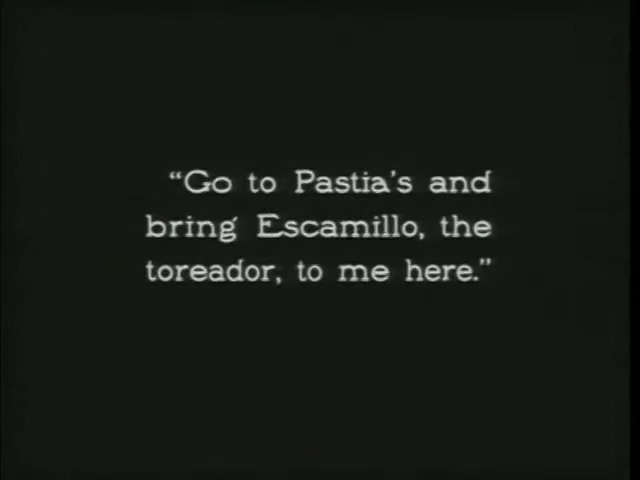 “Go to Pastia's and
bring Escamillo, the
toreador, to me here.”